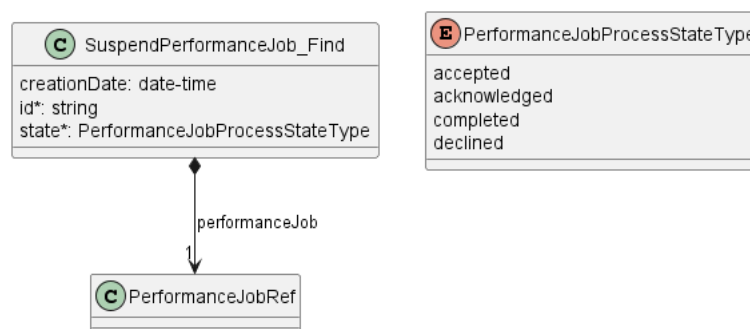 C SuspendPerformanceJob_Find
creationDate: date-time
id*: string
state*: PerformanceJobProcessStateType
performanceJob
1
C PerformanceJobRef
E PerformanceJobProcessStateType
accepted
acknowledged
completed
declined